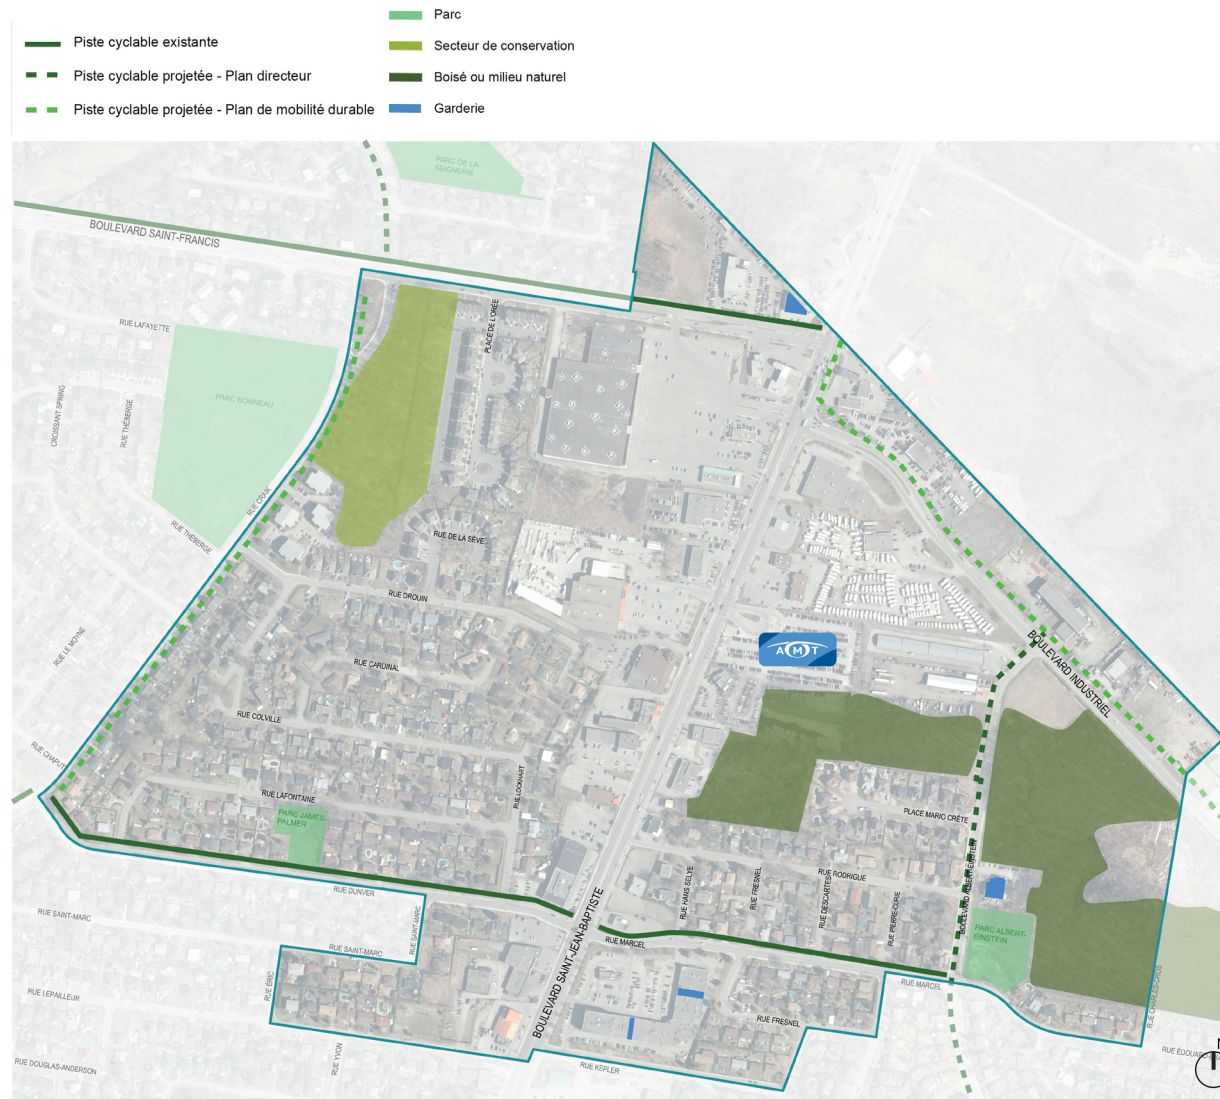 Parc
Piste cyclable existante
Secteur de conservation
Piste cyclable projetée - Plan directeur
Boisé ou milieu naturel
Piste cyclable projetée - Plan de mobilité durable
Garderie
PARC DE LA
SEIGNERIE
BOULEVARD SAINT-FRANCIS
RUE LAFAYETTE
PLACE DE L'ORÉE
PARC BONNEAU
CROISSANT SPRING
RUE THÉBERGE
RUE CRAIK
RUE THÉBERGE
RUE DE LA SÈVE
RUE DROUIN
RUE LE MOYNE
AMT
BOULEVARD INDUSTRIEL
RUE CARDINAL
RUE COLVILLE
RUE CHAPUT
RUE LOCKHART
RUE LAFONTAINE
PARC JAMES-
PALMER
PLACE MARIO CRÊTE
BOULEVARD ALBERT-EINSTEIN
RUE RODRIGUE
RUE DUNVER
RUE HANS-SELYE
RUE FRESNEL
RUE DESCARTES
RUE PIERRE-CURIE
RUE SAINT-MARC
RUE SAINT-MARC
RUE SAINT-MARC
BOULEVARD SAINT-JEAN-BAPTISTE
RUE MARCEL
PARC ALBERT-
EINSTEIN
RUE ÉRIC
RUE MARCEL
RUE LEPAILLEUR
RUE CHARLES-CROS
RUE FRESNEL
RUE YVON
RUE DOUGLAS-ANDERSON
RUE KEPLER
N